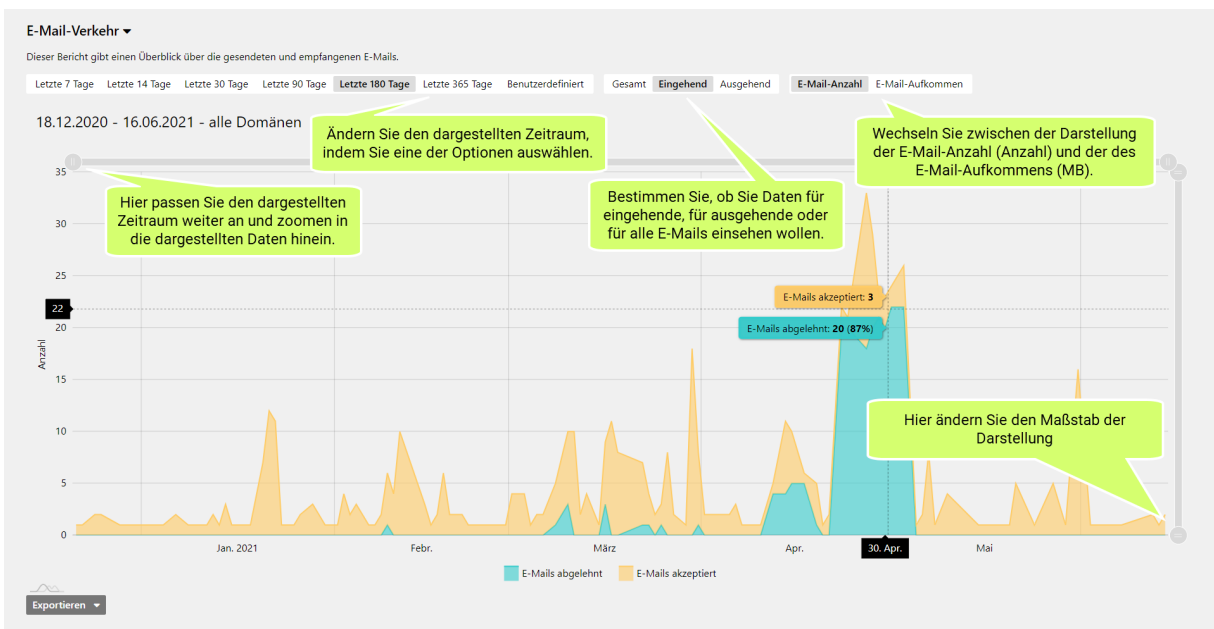 E-Mail-Verkehr
Dieser Bericht gibt einen Überblick über die gesendeten und empfangenen E-Mails.
Letzte 7 Tage Letzte 14 Tage Letzte 30 Tage Letzte 90 Tage Letzte 180 Tage Letzte 365 Tage Benutzerdefiniert Gesamt Eingehend Ausgehend E-Mail-Anzahl E-Mail-Aufkommen
18.12.2020 - 16.06.2021 - alle Domänen
Ändern Sie den dargestellten Zeitraum,
indem Sie eine der Optionen auswählen.
Wechseln Sie zwischen der Darstellung
der E-Mail-Anzahl (Anzahl) und der des
E-Mail-Aufkommens (MB).
Hier passen Sie den dargestellten
Zeitraum weiter an und zoomen in
die dargestellten Daten hinein.
Bestimmen Sie, ob Sie Daten für
eingehende, für ausgehende oder
für alle E-Mails einsehen wollen.
35
30
25
22
20
15
10
5
0
Anzahl
E-Mails akzeptiert: 3
E-Mails abgelehnt: 20 (87%)
Hier ändern Sie den Maßstab der
Darstellung
Jan. 2021 Febr. März Apr. 30. Apr. Mai
E-Mails abgelehnt E-Mails akzeptiert
Exportieren